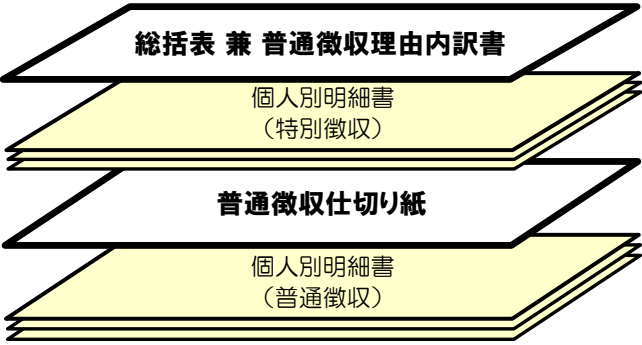 総括表 兼 普通徴収理由内訳書
個人別明細書
（特別徴収）
普通徴収仕切り紙
個人別明細書
（普通徴収）